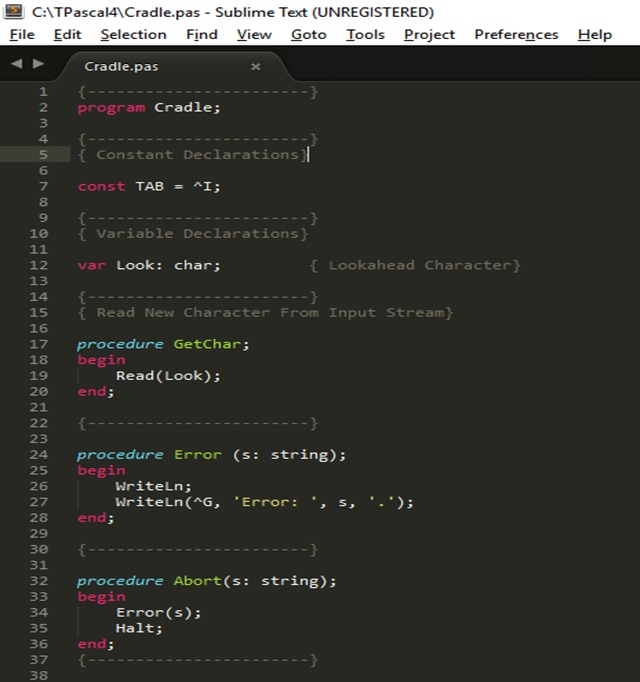 C:\TPascal4\Cradle.pas - Sublime Text (UNREGISTERED)
File Edit Selection Find View Goto Tools Project Preferences Help
Cradle.pas ×
1 {-----------------------}
2 program Cradle;
3
4 {-----------------------}
5 { Constant Declarations}
6
7 const TAB = ^I;
8
9 {-----------------------}
10 { Variable Declarations}
11
12 var Look: char; { Lookahead Character}
13
14 {-----------------------}
15 { Read New Character From Input Stream}
16
17 procedure GetChar;
18 begin
19 Read(Look);
20 end;
21
22 {-----------------------}
23
24 procedure Error (s: string);
25 begin
26 WriteLn;
27 WriteLn(^G, 'Error: ', s, '.');
28 end;
29
30 {-----------------------}
31
32 procedure Abort(s: string);
33 begin
34 Error(s);
35 Halt;
36 end;
37 {-----------------------}
38